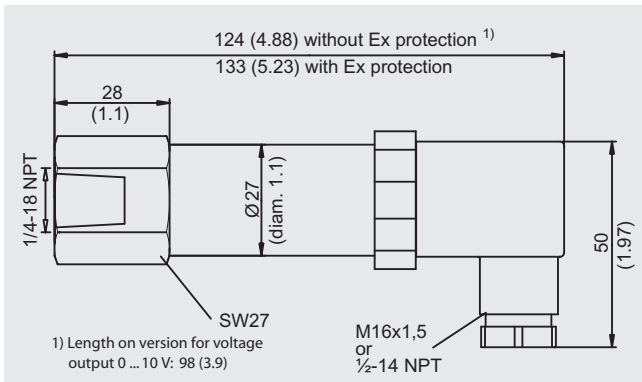 124 (4.88) without Ex protection 1)
133 (5.23) with Ex protection
28
(1.1)
1/4-18 NPT
Ø 27
(diam. 1.1)
50
(1.97)
SW27
M16x1,5
or
½-14 NPT
1) Length on version for voltage
output 0 ... 10 V: 98 (3.9)